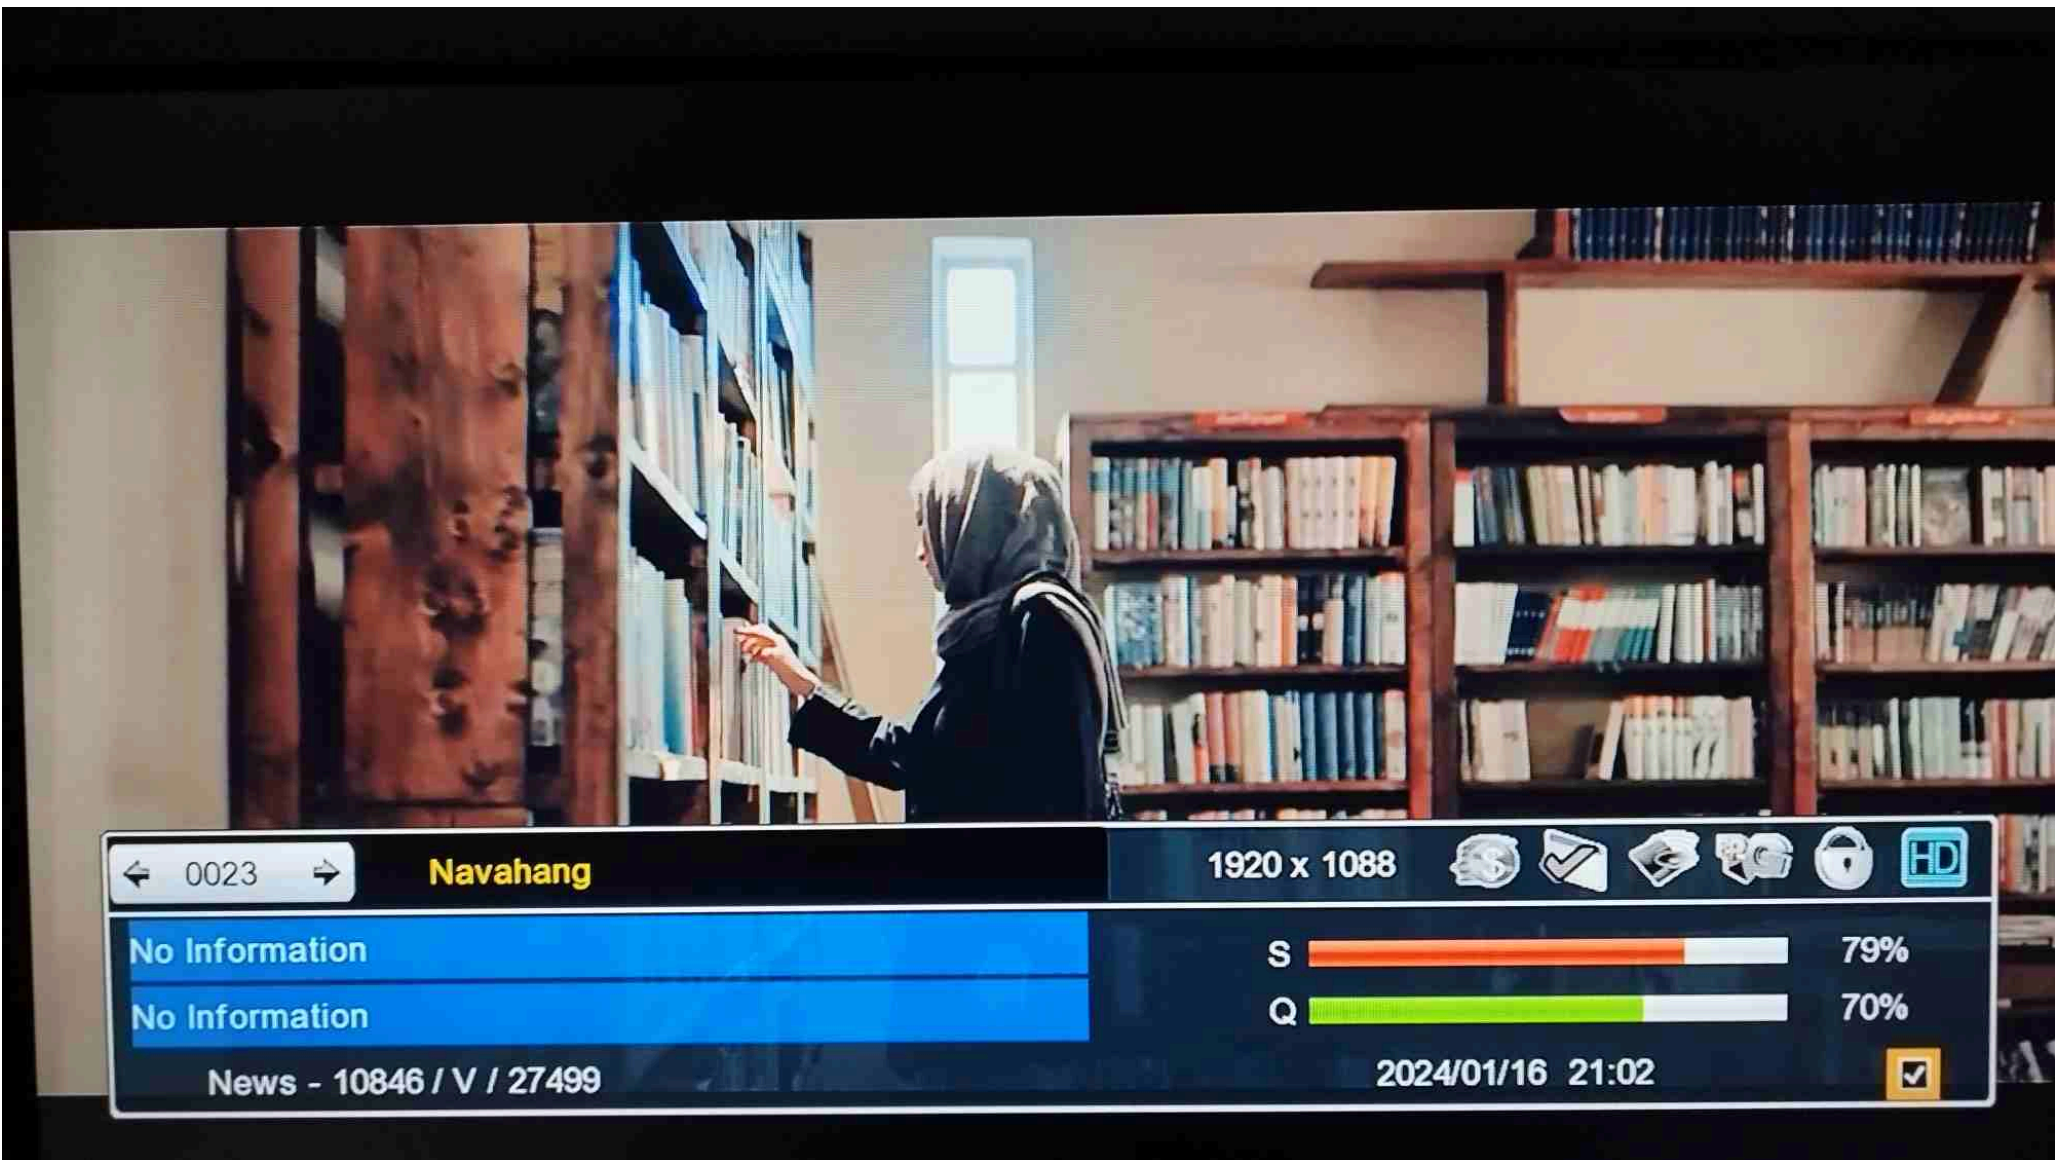 0023
Navahang
1920 x 1088
HD
No Information
S 79%
No Information
Q 70%
News - 10846 / V / 27499
2024/01/16 21:02